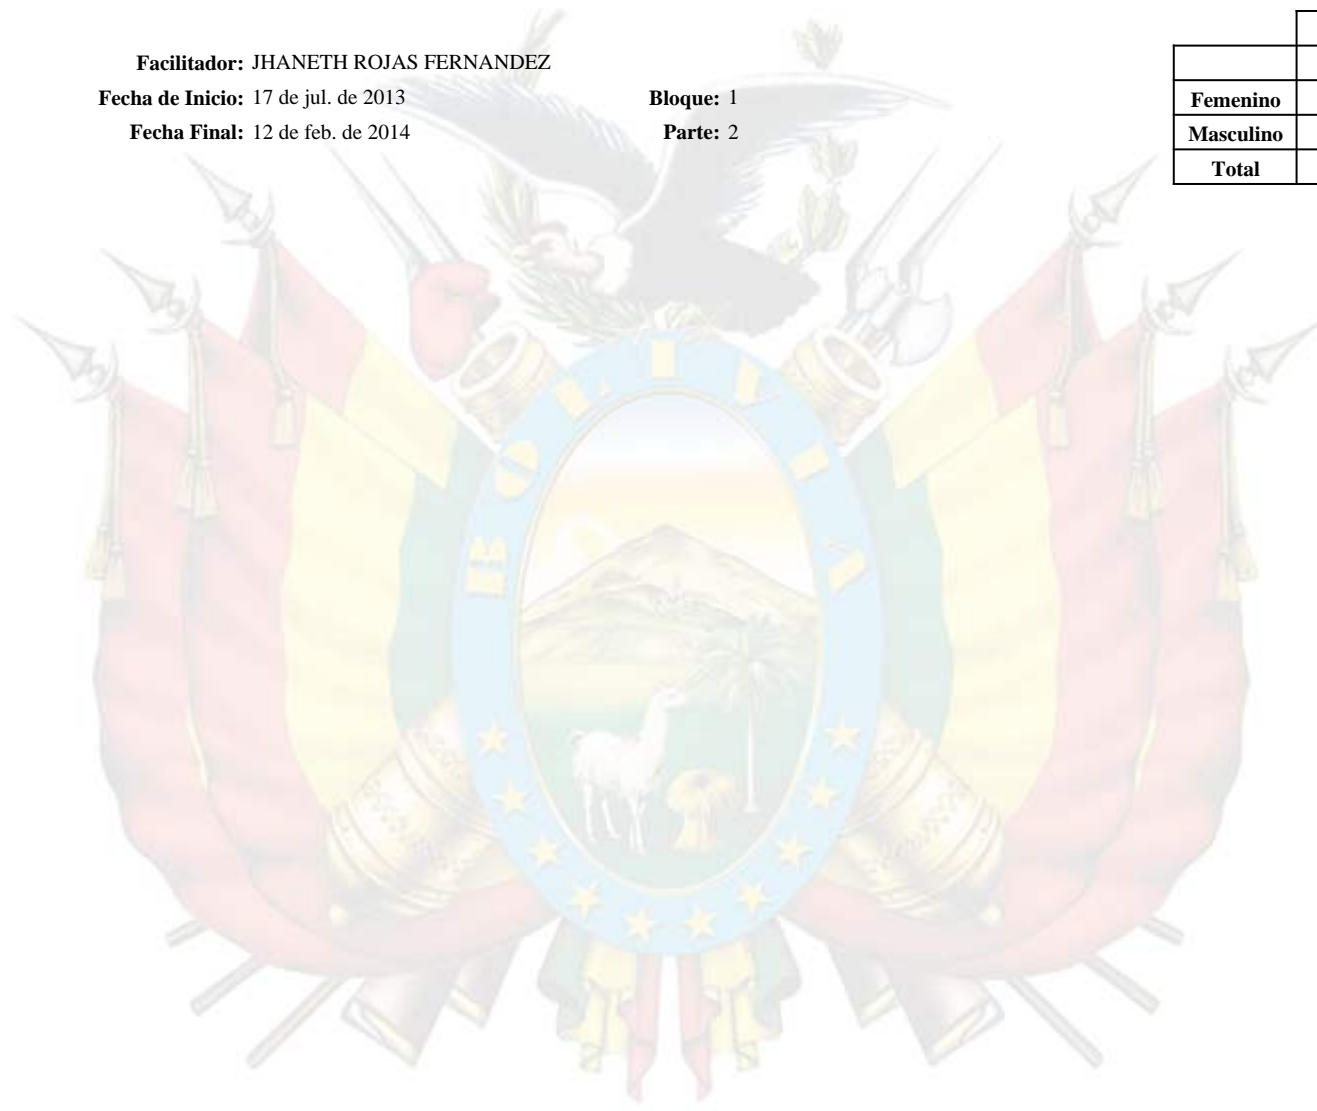 Facilitador: JHANETH ROJAS FERNANDEZ
Fecha de Inicio: 17 de jul. de 2013 Bloque: 1
Fecha Final: 12 de feb. de 2014 Parte: 2
Femenino
Masculino
Total
BOLIVIA